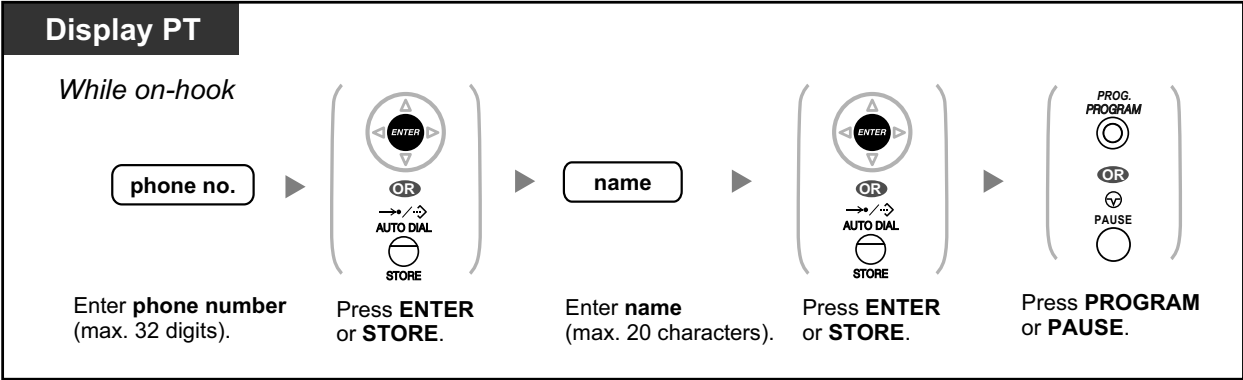 Display PT
While on-hook
phone no.
ENTER
OR
AUTO DIAL
STORE
name
ENTER
OR
AUTO DIAL
STORE
PROG.
PROGRAM
OR
PAUSE
Enter phone number
(max. 32 digits).
Press ENTER
or STORE.
Enter name
(max. 20 characters).
Press ENTER
or STORE.
Press PROGRAM
or PAUSE.